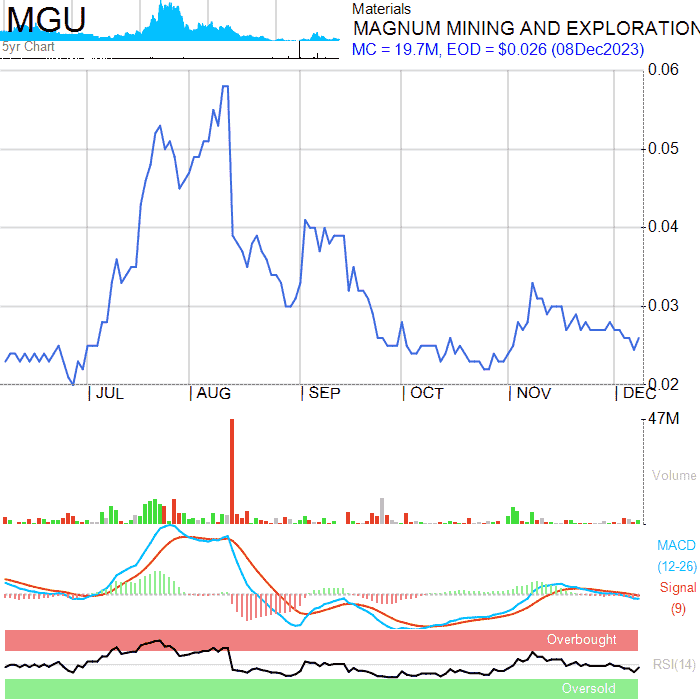 MGU
5yr Chart
Materials
MAGNUM MINING AND EXPLORATION
MC = 19.7M, EOD = $0.026 (08Dec2023)
0.06
0.05
0.04
0.03
0.02
JUL AUG SEP OCT NOV DEC
47M
Volume
MACD
(12-26)
Signal
(9)
Overbought
RSI(14)
Oversold